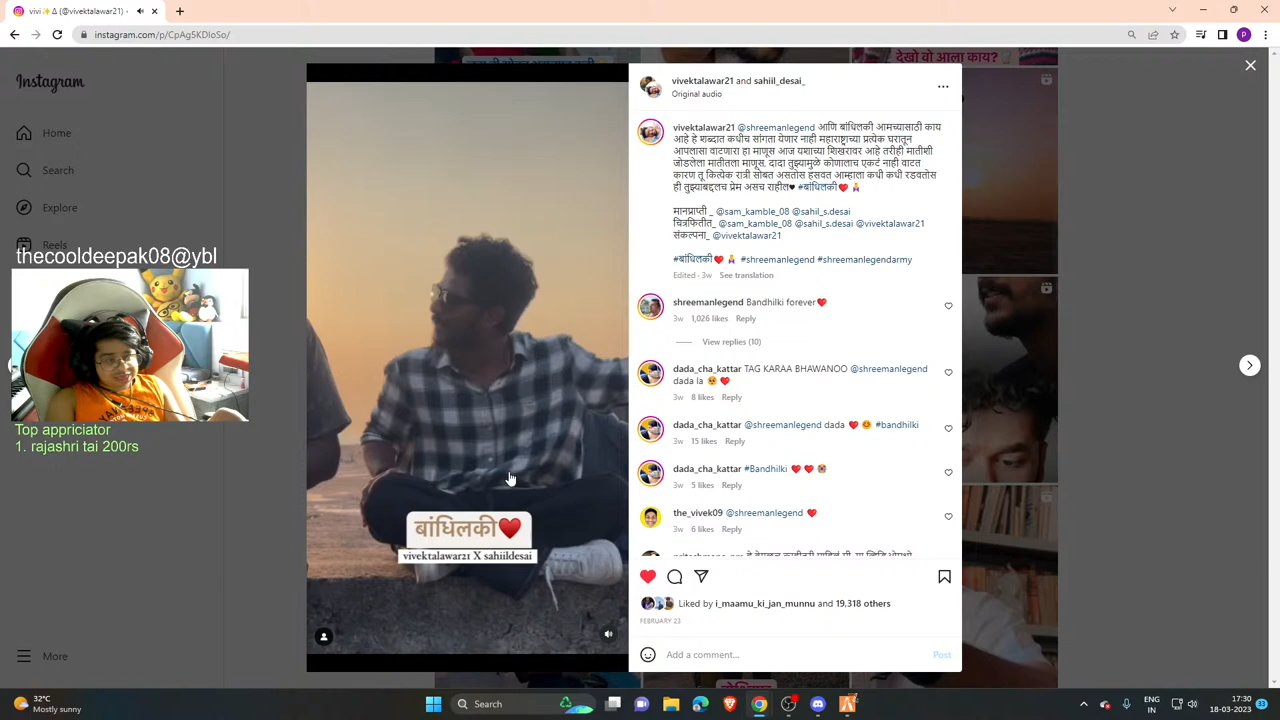 vivi✨Δ (@vivektalawar21) •
instagram.com/p/CpAg5KDIoSo/
Instagram
Home
Search
Explore
Reels
More
thecooldeepak08@ybl
Top appriciator
1. rajashri tai 200rs
बांधिलकी❤️
vivektalawar21 X sahiildesai
देखो वो आला काय?
vivektalawar21 and sahiil_desai_
Original audio
vivektalawar21 @shreemanlegend आणि बांधिलकी आमच्यासाठी काय
आहे हे शब्दात कधीच सांगता येणार नाही महाराष्ट्राच्या प्रत्येक घरातून
आपलासा वाटणारा हा माणूस आज यशाच्या शिखरावर आहे तरीही मातीशी
जोडलेला मातीतला माणूस. दादा तुझ्यामुळे कोणालाच एकटं नाही वाटत
कारण तू कित्येक रात्री सोबत असतोस हसवत आम्हाला कधी कधी रडवतोस
ही तुझ्याबद्दलच प्रेम असच राहील♥ #बांधिलकी❤️
मानप्राप्ती _ @sam_kamble_08 @sahil_s.desai
चित्रफितीत_ @sam_kamble_08 @sahil_s.desai @vivektalawar21
संकल्पना_ @vivektalawar21
#बांधिलकी❤️ #shreemanlegend #shreemanlegendarmy
Edited · 3w See translation
shreemanlegend Bandhilki forever❤️
3w 1,026 likes Reply
View replies (10)
dada_cha_kattar TAG KARAA BHAWANOO @shreemanlegend
dada la ❤️
3w 8 likes Reply
dada_cha_kattar @shreemanlegend dada ❤️ 😊 #bandhilki
3w 15 likes Reply
dada_cha_kattar #Bandhilki ❤️ ❤️ 😭
3w 5 likes Reply
the_vivek09 @shreemanlegend ❤️
3w 6 likes Reply
Liked by i_maamu_ki_jan_munnu and 19,318 others
FEBRUARY 23
Add a comment...
Post
32°C
Mostly sunny
Search
ENG
IN
17:30
18-03-2023